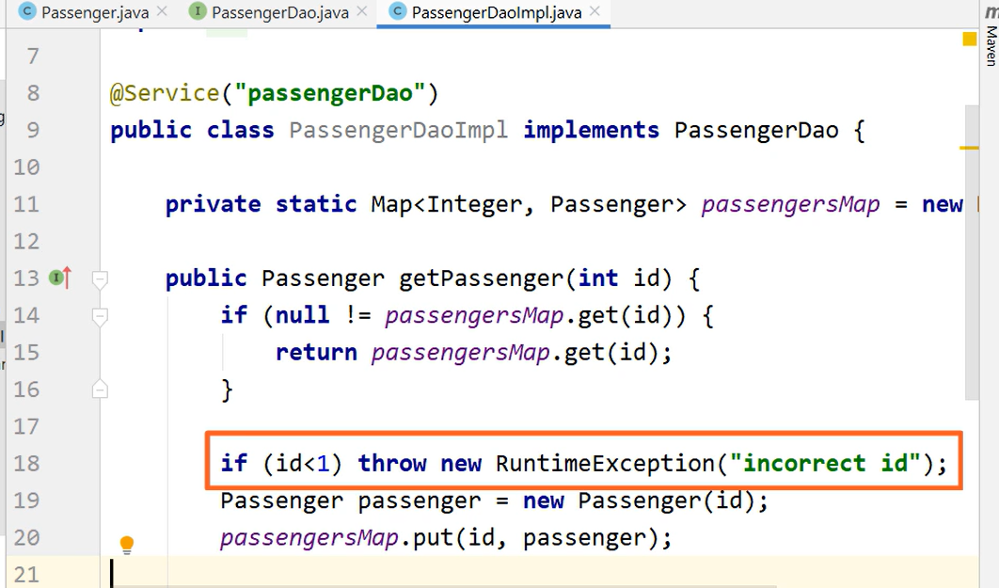 Passenger.java PassengerDao.java PassengerDaoImpl.java
Maven
7
8 @Service("passengerDao")
9 public class PassengerDaoImpl implements PassengerDao {
10
11 private static Map<Integer, Passenger> passengersMap = new
12
13 public Passenger getPassenger(int id) {
14 if (null != passengersMap.get(id)) {
15 return passengersMap.get(id);
16 }
17
18 if (id<1) throw new RuntimeException("incorrect id");
19 Passenger passenger = new Passenger(id);
20 passengersMap.put(id, passenger);
21